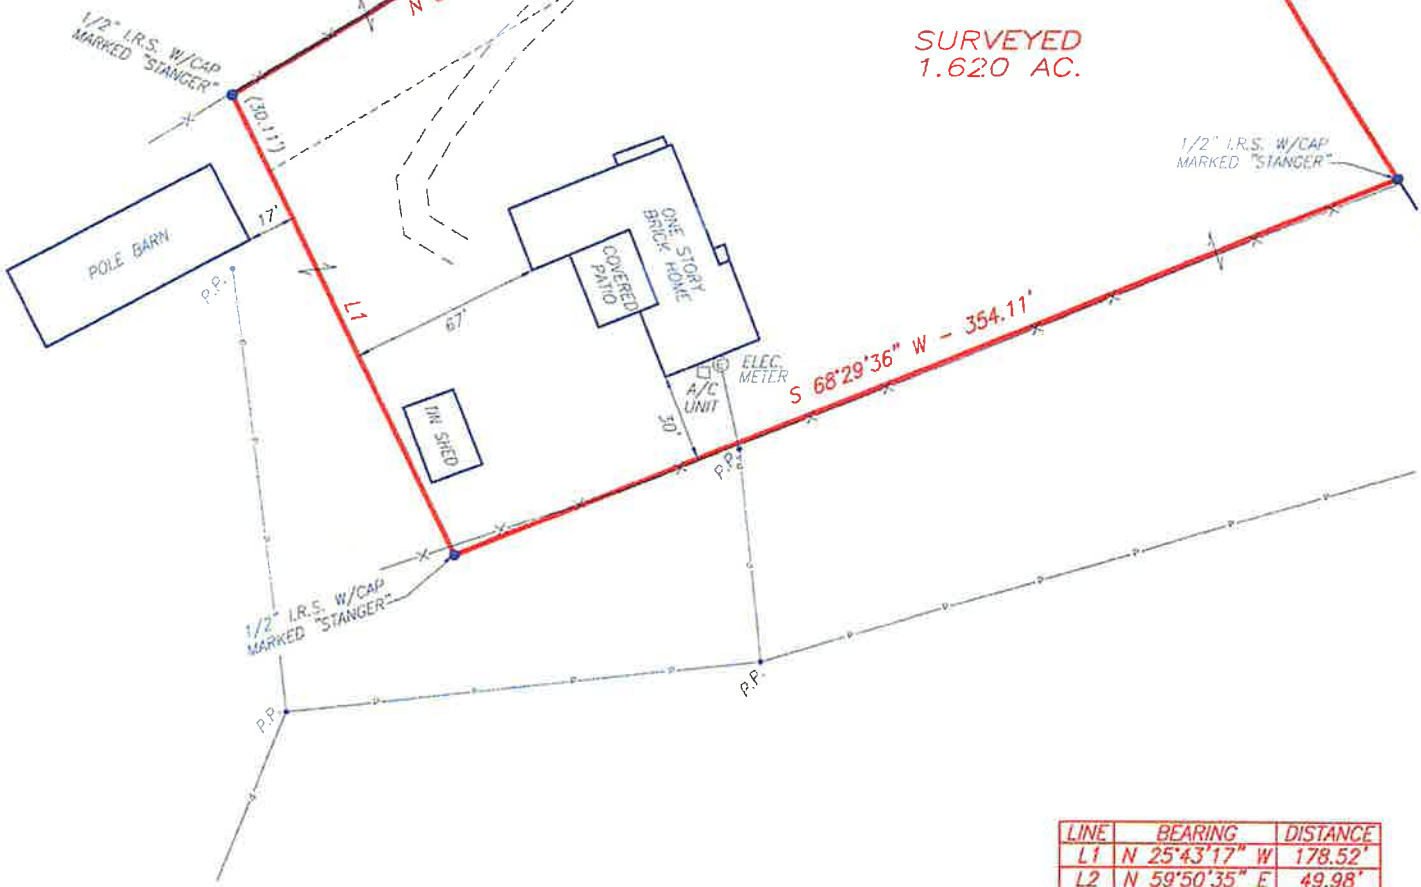 1/2" I.R.S. W/CAP
MARKED "STANGER"
N
SURVEYED
1.620 AC.
(30.11')
1/2" I.R.S. W/CAP
MARKED "STANGER"
17'
POLE BARN
P.P.
ONE STORY
BRICK HOME
COVERED
PATIO
L1
67'
S 68°29'36" W - 354.11'
ELEC.
METER
E
A/C
UNIT
30'
TIN SHED
P.P.
1/2" I.R.S. W/CAP
MARKED "STANGER"
P.P.
P.P.
LINE BEARING DISTANCE
L1 N 25°43'17" W 178.52'
L2 N 59°50'35" E 49.98'